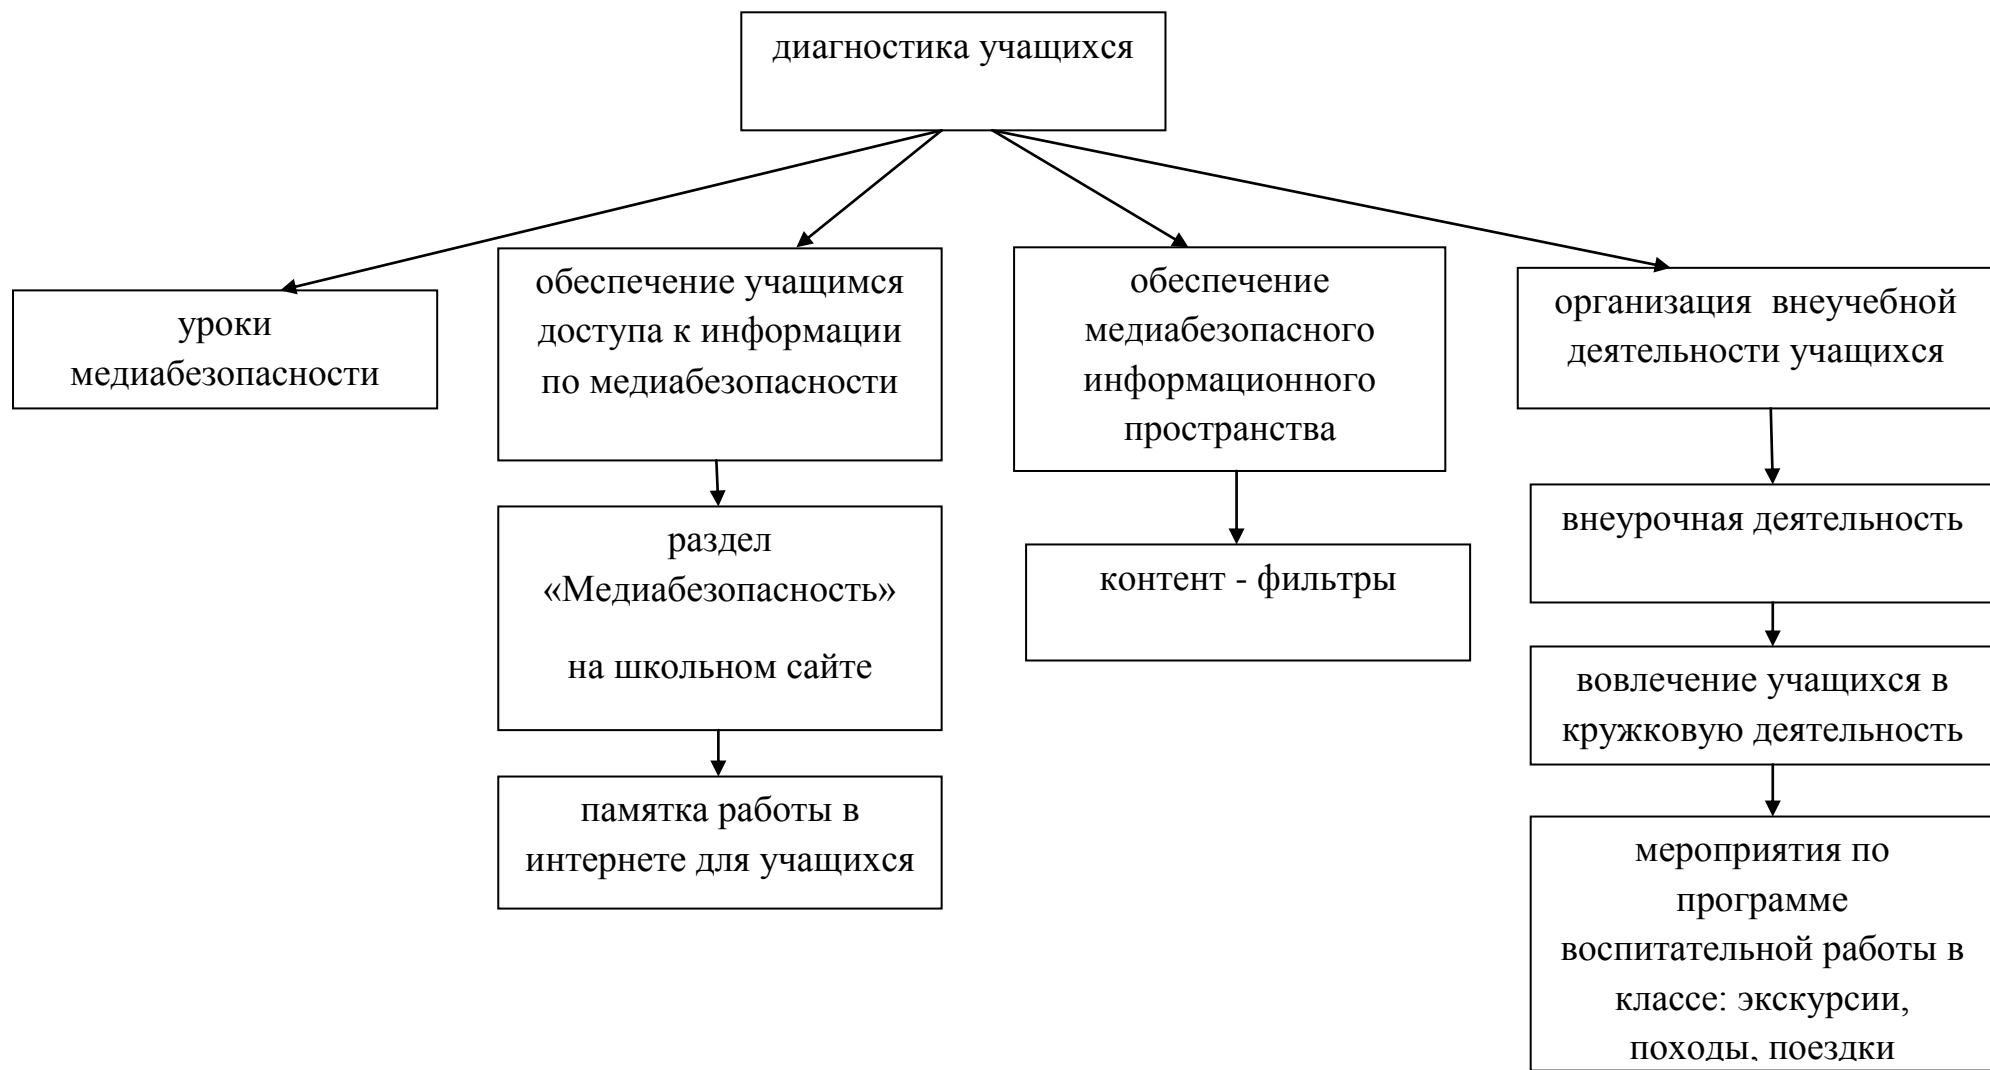 диагностика учащихся
уроки
медиабезопасности
обеспечение учащимся
доступа к информации
по медиабезопасности
раздел
«Медиабезопасность»
на школьном сайте
памятка работы в
интернете для учащихся
обеспечение
медиабезопасного
информационного
пространства
контент - фильтры
организация  внеучебной
деятельности учащихся
внеурочная деятельность
вовлечение учащихся в
кружковую деятельность
мероприятия по
программе
воспитательной работы в
классе: экскурсии,
походы, поездки